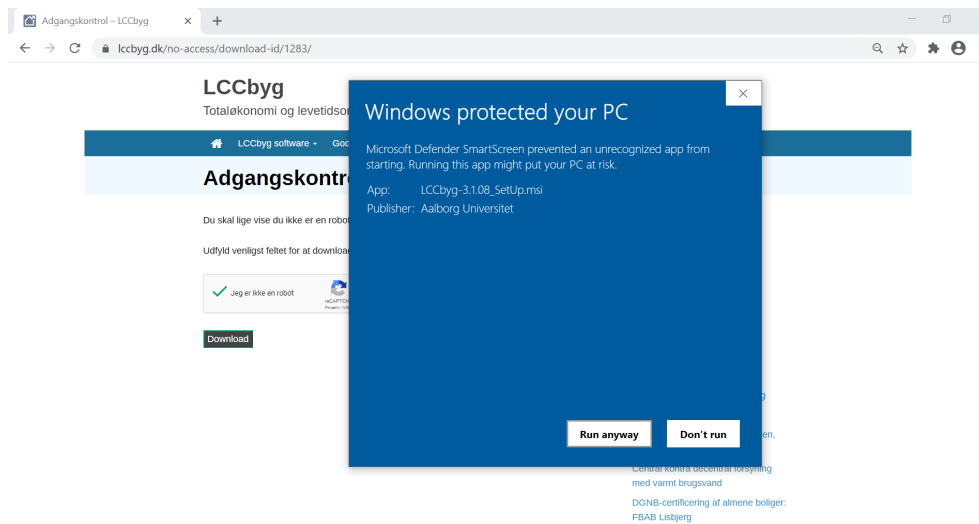 Adgangskontrol – LCCbyg
lccbyg.dk/no-access/download-id/1283/
LCCbyg
Totaløkonomi og levetidsor
LCCbyg software
Adgangskontr
Du skal lige vise du ikke er en robot
Udfyld venligst feltet for at downloa
Jeg er ikke en robot
Download
Windows protected your PC
Microsoft Defender SmartScreen prevented an unrecognized app from
starting. Running this app might put your PC at risk.
App: LCCbyg-3.1.08_SetUp.msi
Publisher: Aalborg Universitet
Run anyway Don't run
en,
Central kontra decentral forsyning
med varmt brugsvand
DGNB-certificering af almene boliger:
FBAB Lisbjerg